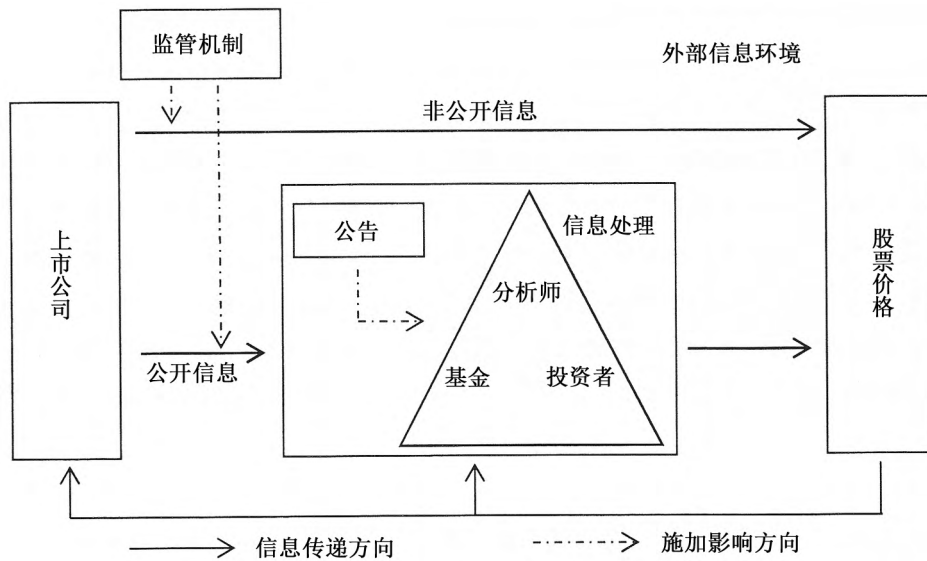 监管机制
外部信息环境
非公开信息
上市公司
公告
信息处理
分析师
基金
投资者
公开信息
股票价格
信息传递方向
施加影响方向